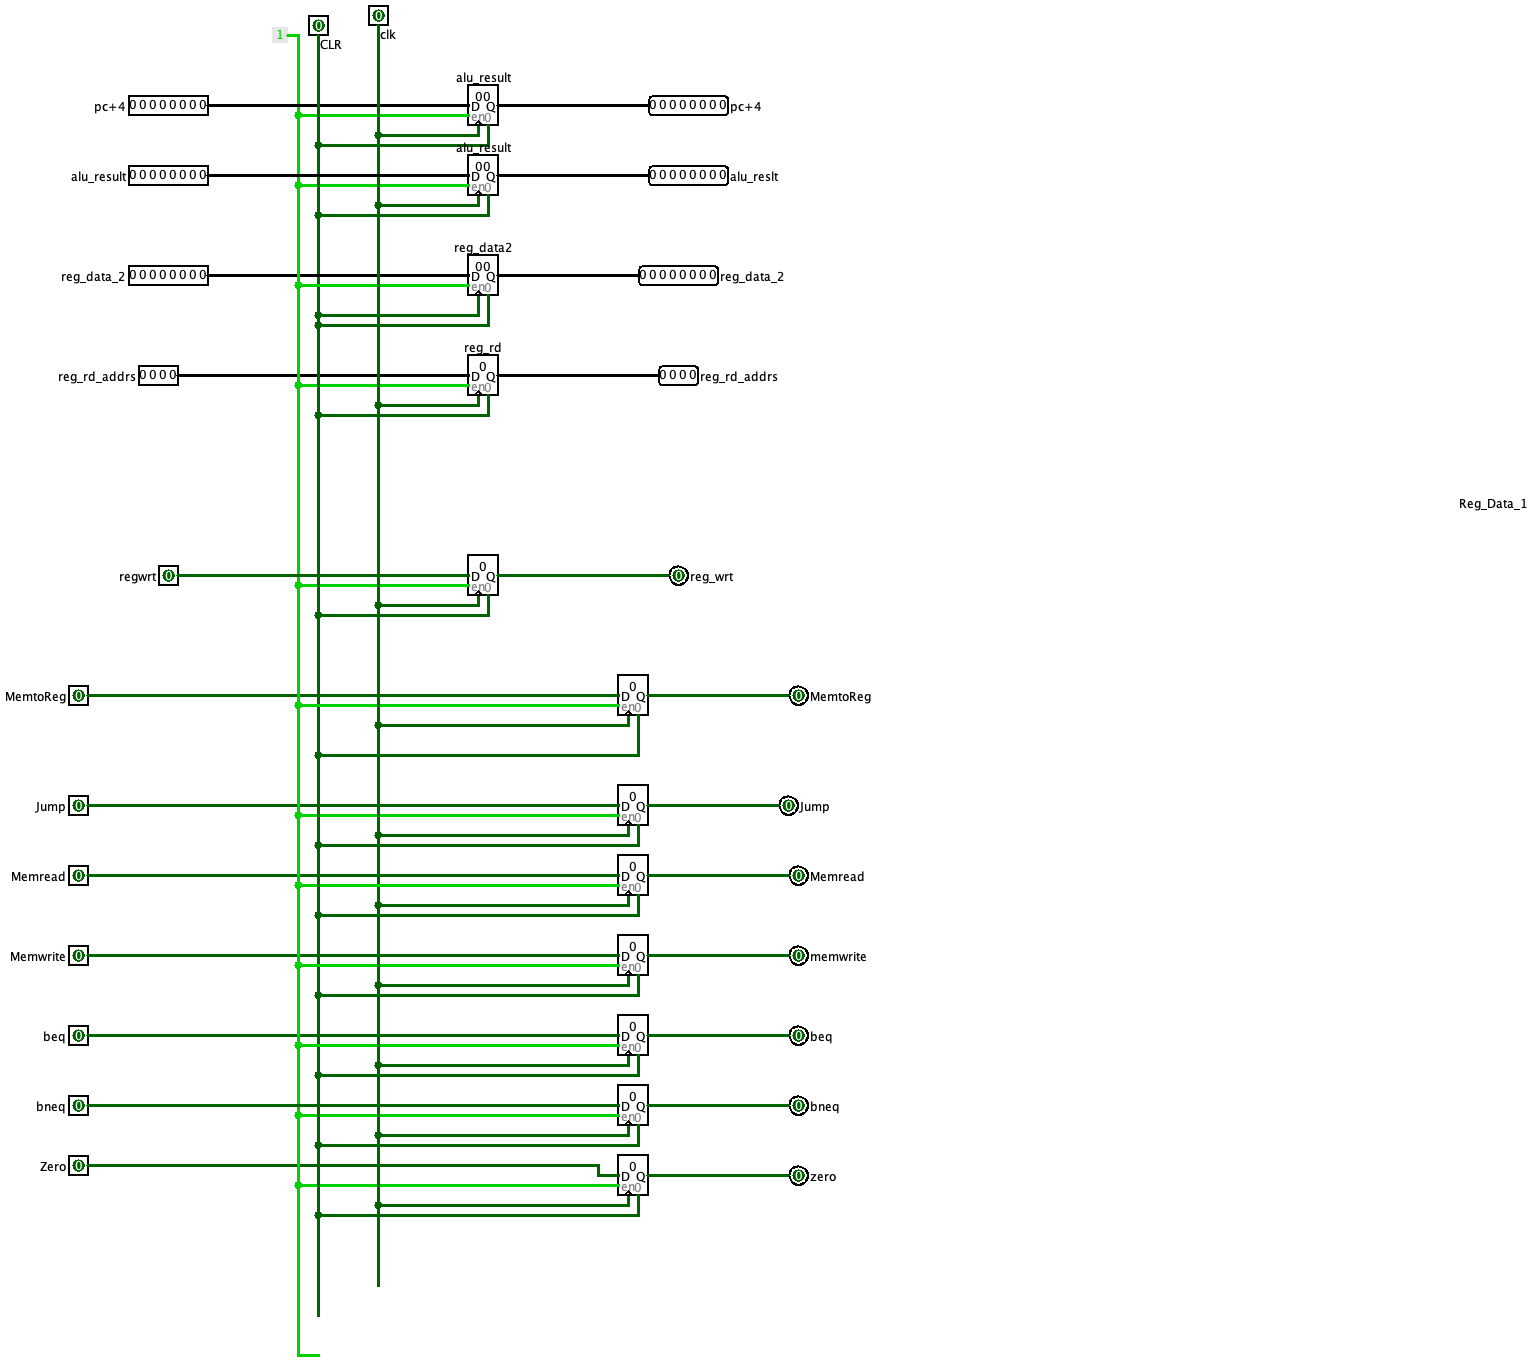 0
clk
1
0
CLR
alu_result
pc+4 00000000 00 D Q en0 00000000 pc+4
alu_result
alu_result 00000000 00 D Q en0 00000000 alu_reslt
reg_data2
reg_data_2 00000000 00 D Q en0 00000000 reg_data_2
reg_rd
reg_rd_addrs 0000 0 D Q en0 0000 reg_rd_addrs
Reg_Data_1
regwrt 0 0 D Q en0 0 reg_wrt
MemtoReg 0 0 D Q en0 0 MemtoReg
Jump 0 0 D Q en0 0 Jump
Memread 0 0 D Q en0 0 Memread
Memwrite 0 0 D Q en0 0 memwrite
beq 0 0 D Q en0 0 beq
bneq 0 0 D Q en0 0 bneq
Zero 0 0 D Q en0 0 zero